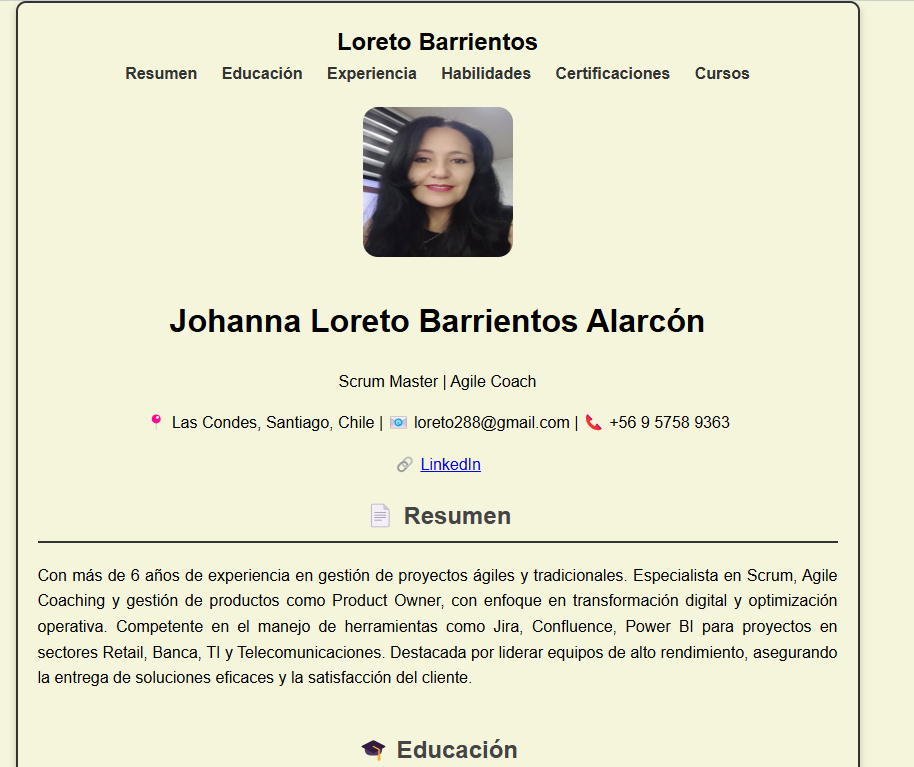 Loreto Barrientos
Resumen Educación Experiencia Habilidades Certificaciones Cursos
Johanna Loreto Barrientos Alarcón
Scrum Master | Agile Coach
Las Condes, Santiago, Chile | loreto288@gmail.com | +56 9 5758 9363
LinkedIn
Resumen
Con más de 6 años de experiencia en gestión de proyectos ágiles y tradicionales. Especialista en Scrum, Agile
Coaching y gestión de productos como Product Owner, con enfoque en transformación digital y optimización
operativa. Competente en el manejo de herramientas como Jira, Confluence, Power BI para proyectos en
sectores Retail, Banca, TI y Telecomunicaciones. Destacada por liderar equipos de alto rendimiento, asegurando
la entrega de soluciones eficaces y la satisfacción del cliente.
Educación